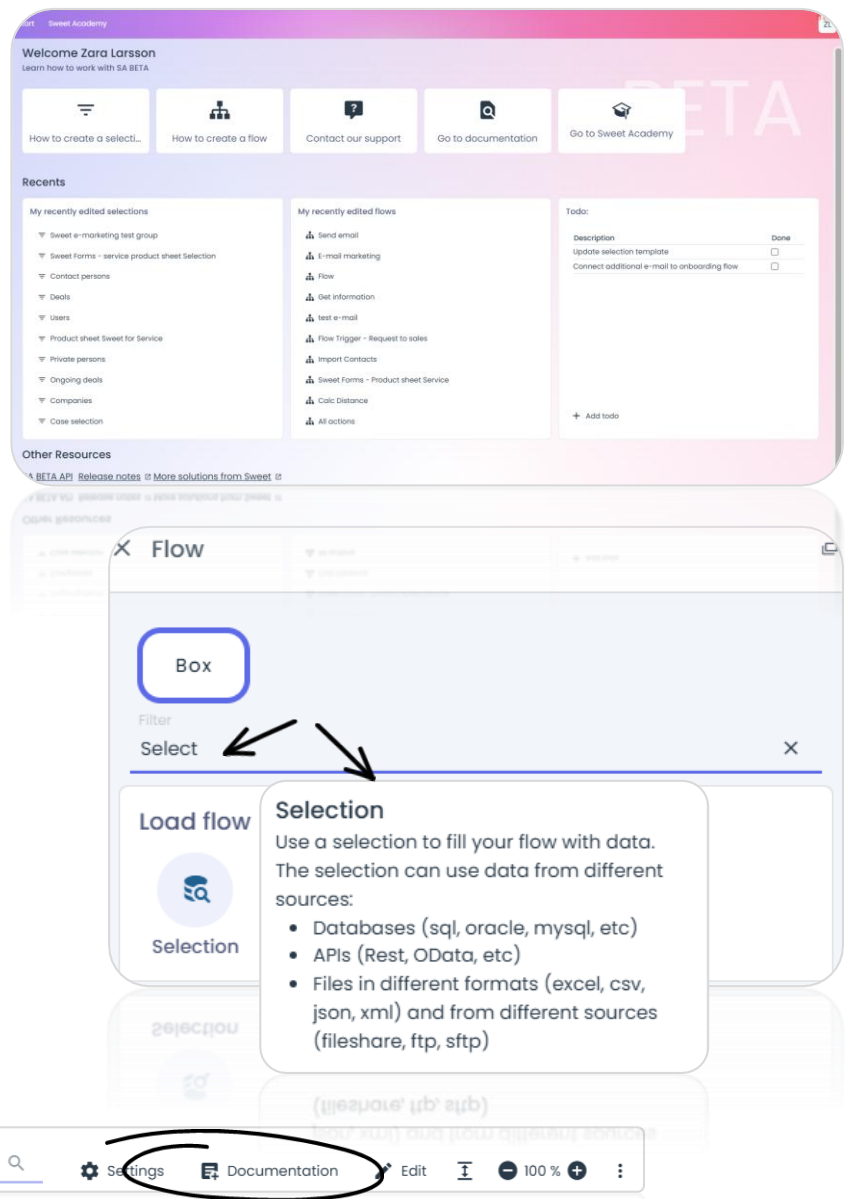 Sweet Academy
ZL
Welcome Zara Larsson
Learn how to work with SA BETA
BETA
How to create a selecti...
How to create a flow
Contact our support
Go to documentation
Go to Sweet Academy
Recents
My recently edited selections
Sweet e-marketing test group
Sweet Forms - service product sheet Selection
Contact persons
Deals
Users
Product sheet Sweet for Service
Private persons
Ongoing deals
Companies
Case selection
My recently edited flows
Send email
E-mail marketing
Flow
Get information
test e-mail
Flow Trigger - Request to sales
Import Contacts
Sweet Forms - Product sheet Service
Calc Distance
All actions
Todo:
Description Done
Update selection template
Connect additional e-mail to onboarding flow
+ Add todo
Other Resources
BETA API Release notes More solutions from Sweet
Flow
Box
Filter
Select
Load flow
Selection
Selection
Use a selection to fill your flow with data.
The selection can use data from different
sources:
• Databases (sql, oracle, mysql, etc)
• APIs (Rest, OData, etc)
• Files in different formats (excel, csv,
json, xml) and from different sources
(fileshare, ftp, sftp)
Settings Documentation Edit 100 %